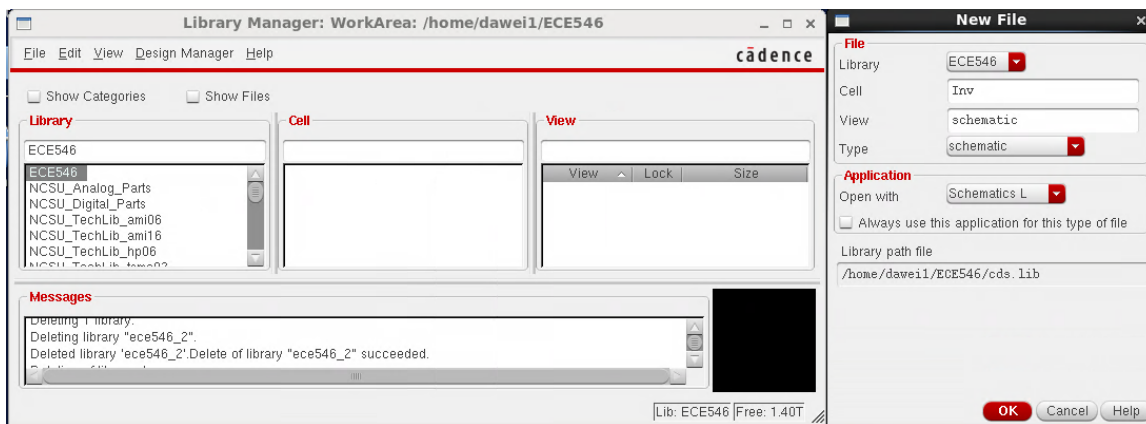 Library Manager: WorkArea: /home/dawei1/ECE546
File Edit View Design Manager Help
cādence
Show Categories Show Files
Library
ECE546
ECE546
NCSU_Analog_Parts
NCSU_Digital_Parts
NCSU_TechLib_ami06
NCSU_TechLib_ami16
NCSU_TechLib_hp06
Cell
View
View Lock Size
Messages
Deleting 1 library.
Deleting library "ece546_2".
Deleted library 'ece546_2'.Delete of library "ece546_2" succeeded.
Lib: ECE546 Free: 1.40T
New File
File
Library ECE546
Cell Inv
View schematic
Type schematic
Application
Open with Schematics L
Always use this application for this type of file
Library path file
/home/dawei1/ECE546/cds.lib
OK Cancel Help